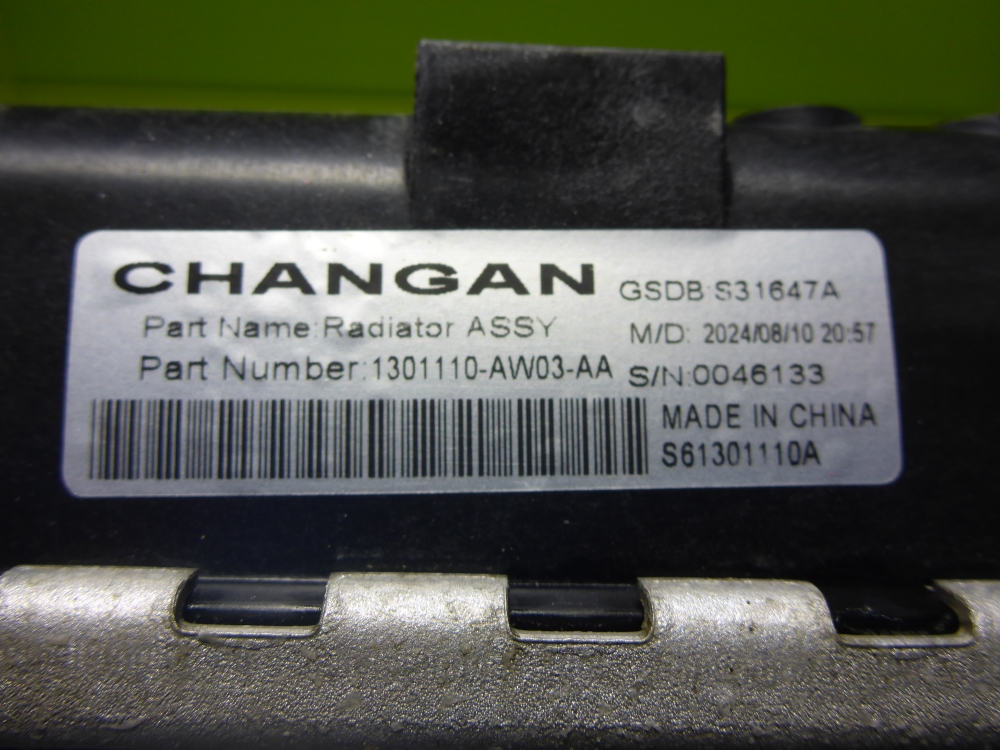 CHANGAN
GSDB:S31647A
Part Name:Radiator ASSY
M/D: 2024/08/10 20:57
Part Number:1301110-AW03-AA
S/N:0046133
MADE IN CHINA
S61301110A